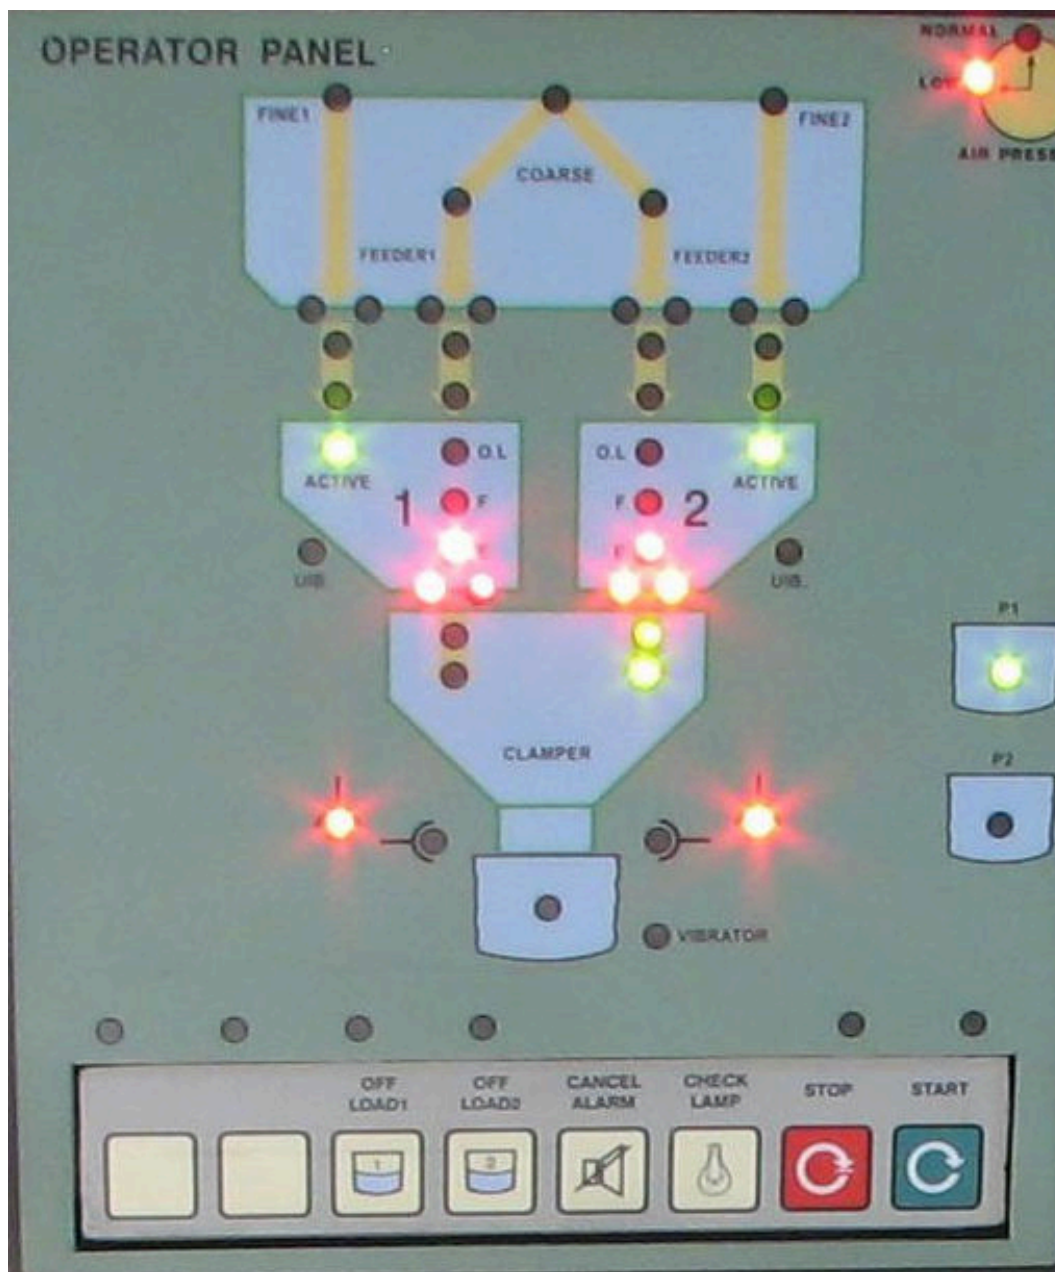 OPERATOR PANEL
NORMAL
LOW
AIR PRESS
FINE1
FINE2
COARSE
FEEDER1
FEEDER2
O.L
O.L
ACTIVE
ACTIVE
1
F
F
2
F
UIB.
UIB.
P1
CLAMPER
P2
VIBRATOR
OFF LOAD1
OFF LOAD2
CANCEL ALARM
CHECK LAMP
STOP
START
1
2